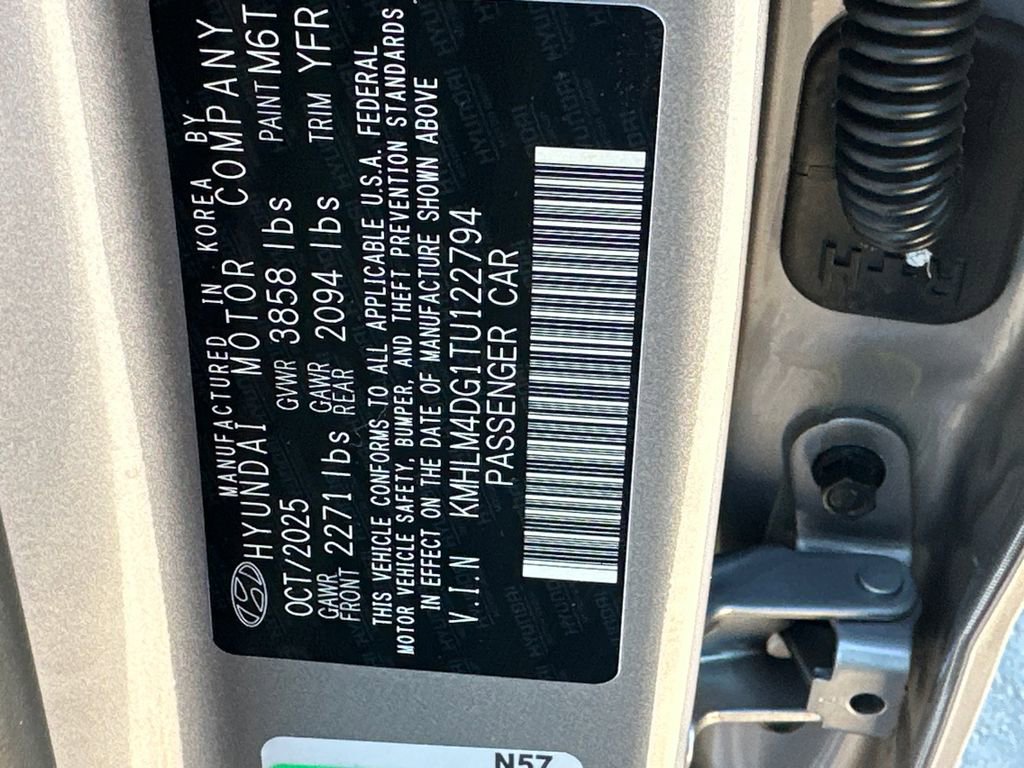 MANUFACTURED IN KOREA BY
HYUNDAI MOTOR COMPANY
OCT/2025 GVWR 3858 lbs PAINT M6T
GAWR FRONT 2271 lbs GAWR REAR 2094 lbs TRIM YFR
THIS VEHICLE CONFORMS TO ALL APPLICABLE U.S.A. FEDERAL
MOTOR VEHICLE SAFETY, BUMPER, AND THEFT PREVENTION STANDARDS
IN EFFECT ON THE DATE OF MANUFACTURE SHOWN ABOVE
V.I.N KMHLM4DG1TU122794
PASSENGER CAR
N57